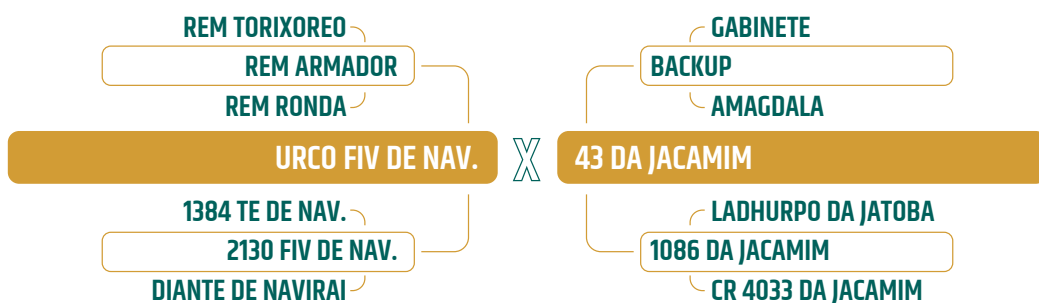 REM TORIXOREO
REM ARMADOR
REM RONDA
GABINETE
BACKUP
AMAGDALA
URCO FIV DE NAV. X 43 DA JACAMIM
1384 TE DE NAV.
2130 FIV DE NAV.
DIANTE DE NAVIRAI
LADHURPO DA JATOBA
1086 DA JACAMIM
CR 4033 DA JACAMIM